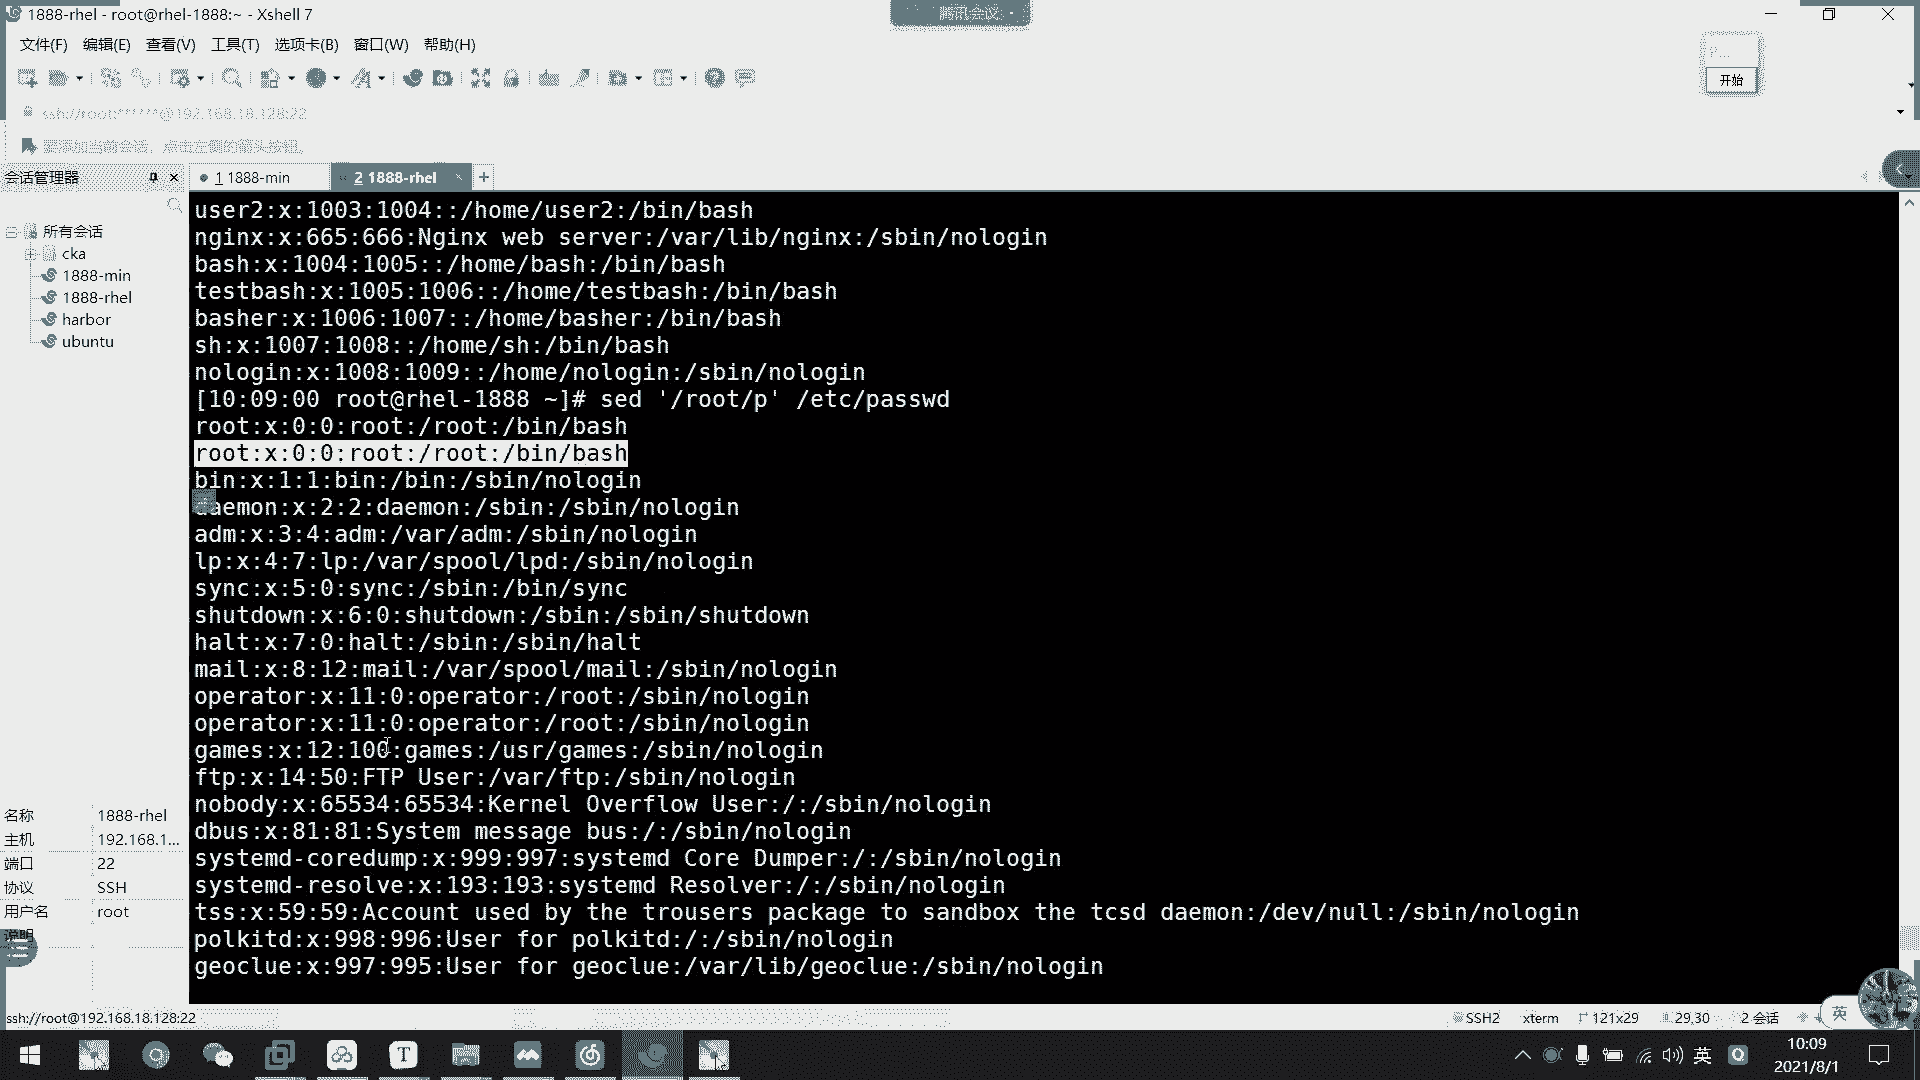 1888-rhel - root@rhel-1888:~ - Xshell 7
腾讯会议
文件(F) 编辑(E) 查看(V) 工具(T) 选项卡(B) 窗口(W) 帮助(H)
开始
ssh://root:******@192.168.18.128:22
要添加当前会话，点击左侧的箭头按钮。
会话管理器
1 1888-min
2 1888-rhel
所有会话
cka
1888-min
1888-rhel
harbor
ubuntu
user2:x:1003:1004::/home/user2:/bin/bash
nginx:x:665:666:Nginx web server:/var/lib/nginx:/sbin/nologin
bash:x:1004:1005::/home/bash:/bin/bash
testbash:x:1005:1006::/home/testbash:/bin/bash
basher:x:1006:1007::/home/basher:/bin/bash
sh:x:1007:1008::/home/sh:/bin/bash
nologin:x:1008:1009::/home/nologin:/sbin/nologin
[10:09:00 root@rhel-1888 ~]# sed '/root/p' /etc/passwd
root:x:0:0:root:/root:/bin/bash
root:x:0:0:root:/root:/bin/bash
bin:x:1:1:bin:/bin:/sbin/nologin
daemon:x:2:2:daemon:/sbin:/sbin/nologin
adm:x:3:4:adm:/var/adm:/sbin/nologin
lp:x:4:7:lp:/var/spool/lpd:/sbin/nologin
sync:x:5:0:sync:/sbin:/bin/sync
shutdown:x:6:0:shutdown:/sbin:/sbin/shutdown
halt:x:7:0:halt:/sbin:/sbin/halt
mail:x:8:12:mail:/var/spool/mail:/sbin/nologin
operator:x:11:0:operator:/root:/sbin/nologin
operator:x:11:0:operator:/root:/sbin/nologin
games:x:12:100:games:/usr/games:/sbin/nologin
ftp:x:14:50:FTP User:/var/ftp:/sbin/nologin
nobody:x:65534:65534:Kernel Overflow User:/:/sbin/nologin
dbus:x:81:81:System message bus:/:/sbin/nologin
systemd-coredump:x:999:997:systemd Core Dumper:/:/sbin/nologin
systemd-resolve:x:193:193:systemd Resolver:/:/sbin/nologin
tss:x:59:59:Account used by the trousers package to sandbox the tcsd daemon:/dev/null:/sbin/nologin
polkitd:x:998:996:User for polkitd:/:/sbin/nologin
geoclue:x:997:995:User for geoclue:/var/lib/geoclue:/sbin/nologin
名称 1888-rhel
主机 192.168.1...
端口 22
协议 SSH
用户名 root
说明
ssh://root@192.168.18.128:22
SSH2 xterm 121x29 29,30 2 会话
英
英
10:09
2021/8/1